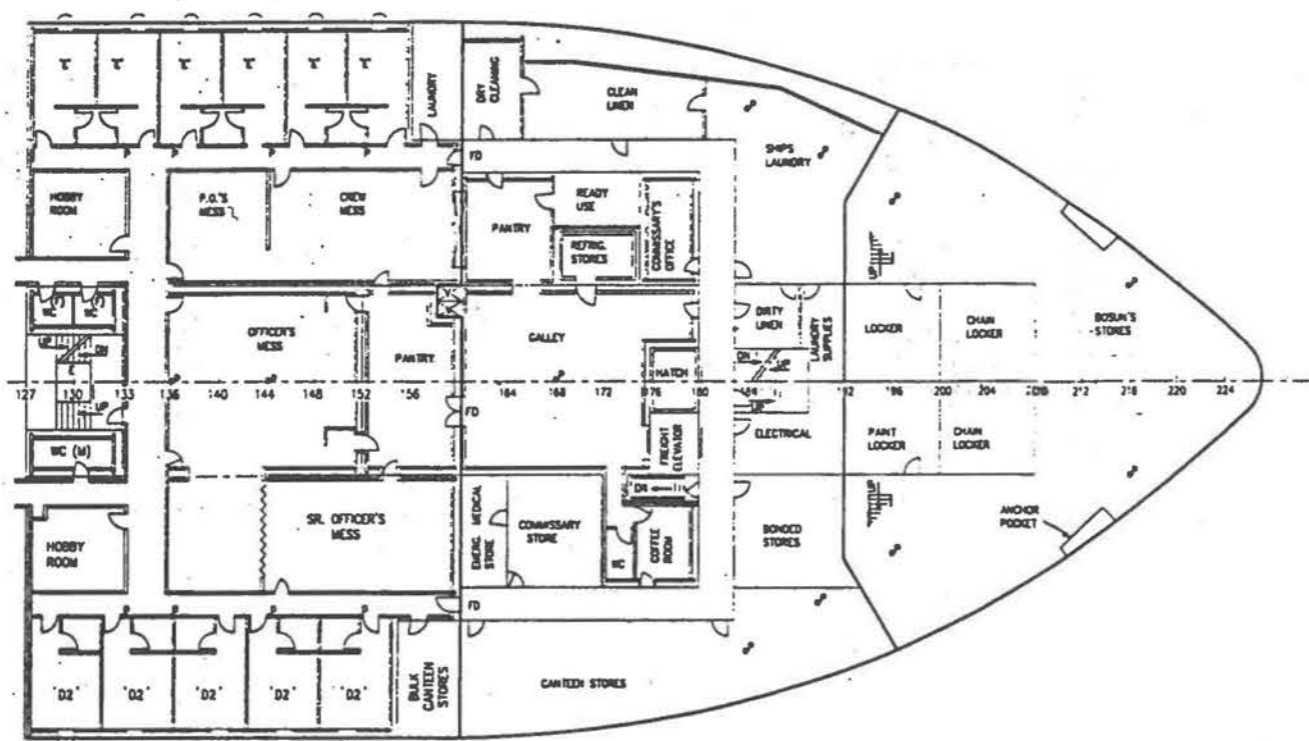 LAUNDRY
DRY
CLEANING
CLEAN
LINEN
SHIPS
LAUNDRY
FD
HOBBY
ROOM
P.O.'S
MESS
CREW
MESS
PANTRY
READY
USE
REFRIG.
STORES
COMMISSARY'S
OFFICE
UP
OFFICER'S
MESS
PANTRY
GALLEY
HATCH
DIRTY
LINEN
LAUNDRY
SUPPLIES
LOCKER
CHAIN
LOCKER
BOSUN'S
STORES
UP
DN
E
UP
DN
UP
UP
127 130 133 136 140 144 148 152 156 164 168 172 176 180 184 192 196 200 204 208 212 216 220 224
WC (M)
FD
FREIGHT
ELEVATOR
ELECTRICAL
PAINT
LOCKER
CHAIN
LOCKER
DN
UP
HOBBY
ROOM
SR. OFFICER'S
MESS
EMERG. MEDICAL
STORE
COMMISSARY
STORE
COFFEE
ROOM
BONDED
STORES
ANCHOR
POCKET
FD
'D2' 'D2' 'D2' 'D2' 'D2'
BULK
CANTEEN
STORES
CANTEEN STORES